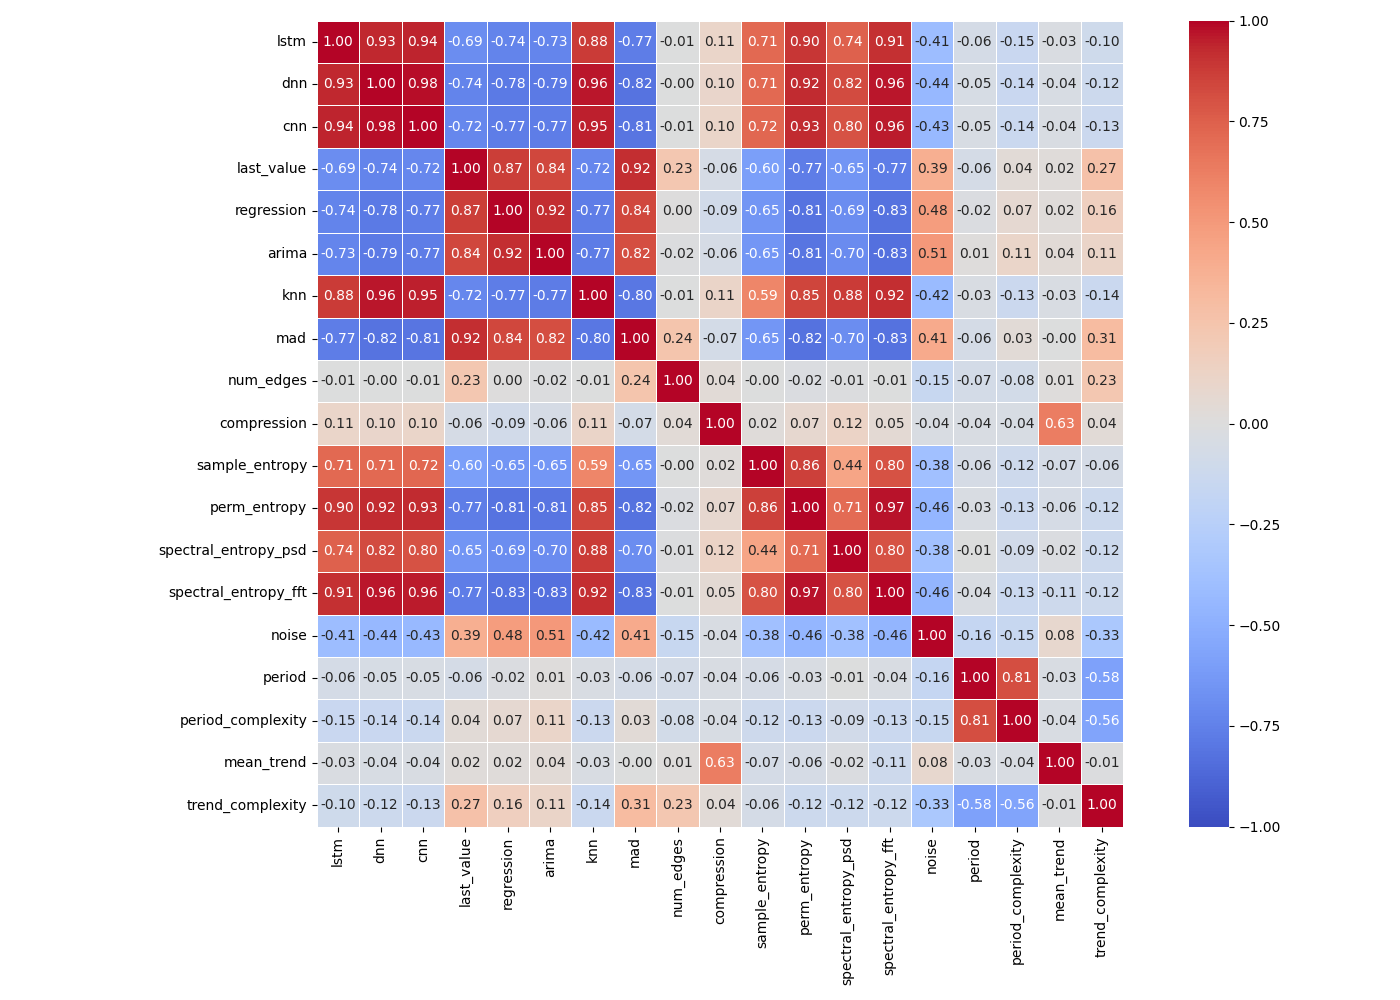 lstm 1.00 0.93 0.94 -0.69 -0.74 -0.73 0.88 -0.77 -0.01 0.11 0.71 0.90 0.74 0.91 -0.41 -0.06 -0.15 -0.03 -0.10
dnn 0.93 1.00 0.98 -0.74 -0.78 -0.79 0.96 -0.82 -0.00 0.10 0.71 0.92 0.82 0.96 -0.44 -0.05 -0.14 -0.04 -0.12
cnn 0.94 0.98 1.00 -0.72 -0.77 -0.77 0.95 -0.81 -0.01 0.10 0.72 0.93 0.80 0.96 -0.43 -0.05 -0.14 -0.04 -0.13
last_value -0.69 -0.74 -0.72 1.00 0.87 0.84 -0.72 0.92 0.23 -0.06 -0.60 -0.77 -0.65 -0.77 0.39 -0.06 0.04 0.02 0.27
regression -0.74 -0.78 -0.77 0.87 1.00 0.92 -0.77 0.84 0.00 -0.09 -0.65 -0.81 -0.69 -0.83 0.48 -0.02 0.07 0.02 0.16
arima -0.73 -0.79 -0.77 0.84 0.92 1.00 -0.77 0.82 -0.02 -0.06 -0.65 -0.81 -0.70 -0.83 0.51 0.01 0.11 0.04 0.11
knn 0.88 0.96 0.95 -0.72 -0.77 -0.77 1.00 -0.80 -0.01 0.11 0.59 0.85 0.88 0.92 -0.42 -0.03 -0.13 -0.03 -0.14
mad -0.77 -0.82 -0.81 0.92 0.84 0.82 -0.80 1.00 0.24 -0.07 -0.65 -0.82 -0.70 -0.83 0.41 -0.06 0.03 -0.00 0.31
num_edges -0.01 -0.00 -0.01 0.23 0.00 -0.02 -0.01 0.24 1.00 0.04 -0.00 -0.02 -0.01 -0.01 -0.15 -0.07 -0.08 0.01 0.23
compression 0.11 0.10 0.10 -0.06 -0.09 -0.06 0.11 -0.07 0.04 1.00 0.02 0.07 0.12 0.05 -0.04 -0.04 -0.04 0.63 0.04
sample_entropy 0.71 0.71 0.72 -0.60 -0.65 -0.65 0.59 -0.65 -0.00 0.02 1.00 0.86 0.44 0.80 -0.38 -0.06 -0.12 -0.07 -0.06
perm_entropy 0.90 0.92 0.93 -0.77 -0.81 -0.81 0.85 -0.82 -0.02 0.07 0.86 1.00 0.71 0.97 -0.46 -0.03 -0.13 -0.06 -0.12
spectral_entropy_psd 0.74 0.82 0.80 -0.65 -0.69 -0.70 0.88 -0.70 -0.01 0.12 0.44 0.71 1.00 0.80 -0.38 -0.01 -0.09 -0.02 -0.12
spectral_entropy_fft 0.91 0.96 0.96 -0.77 -0.83 -0.83 0.92 -0.83 -0.01 0.05 0.80 0.97 0.80 1.00 -0.46 -0.04 -0.13 -0.11 -0.12
noise -0.41 -0.44 -0.43 0.39 0.48 0.51 -0.42 0.41 -0.15 -0.04 -0.38 -0.46 -0.38 -0.46 1.00 -0.16 -0.15 0.08 -0.33
period -0.06 -0.05 -0.05 -0.06 -0.02 0.01 -0.03 -0.06 -0.07 -0.04 -0.06 -0.03 -0.01 -0.04 -0.16 1.00 0.81 -0.03 -0.58
period_complexity -0.15 -0.14 -0.14 0.04 0.07 0.11 -0.13 0.03 -0.08 -0.04 -0.12 -0.13 -0.09 -0.13 -0.15 0.81 1.00 -0.04 -0.56
mean_trend -0.03 -0.04 -0.04 0.02 0.02 0.04 -0.03 -0.00 0.01 0.63 -0.07 -0.06 -0.02 -0.11 0.08 -0.03 -0.04 1.00 -0.01
trend_complexity -0.10 -0.12 -0.13 0.27 0.16 0.11 -0.14 0.31 0.23 0.04 -0.06 -0.12 -0.12 -0.12 -0.33 -0.58 -0.56 -0.01 1.00
lstm
dnn
cnn
last_value
regression
arima
knn
mad
num_edges
compression
sample_entropy
perm_entropy
spectral_entropy_psd
spectral_entropy_fft
noise
period
period_complexity
mean_trend
trend_complexity
1.00
0.75
0.50
0.25
0.00
−0.25
−0.50
−0.75
−1.00